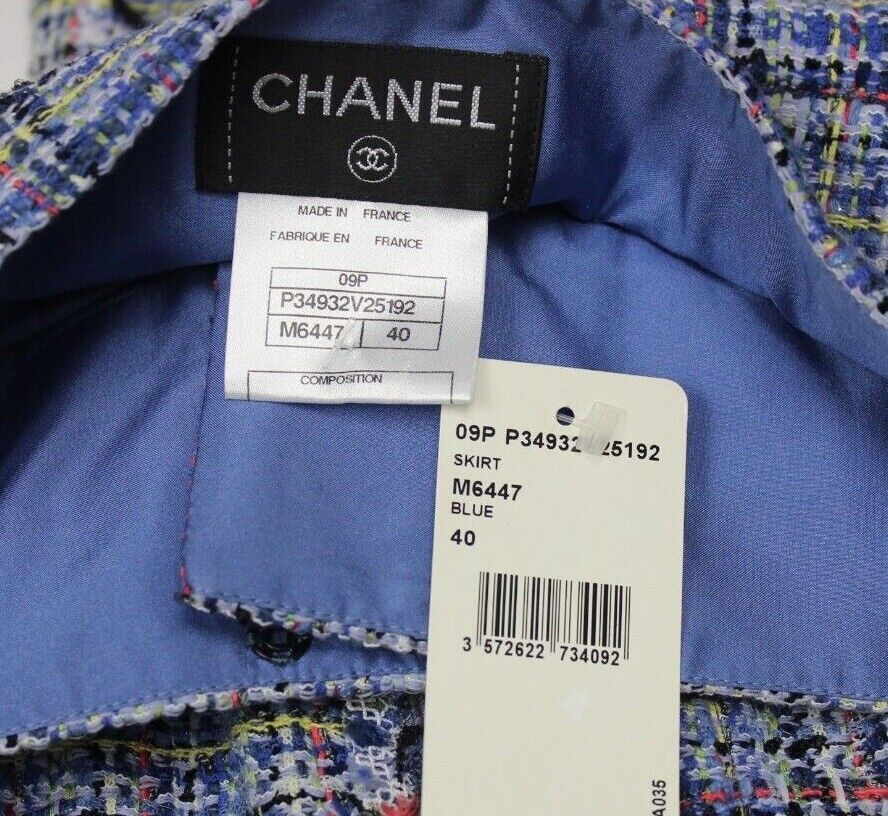 CHANEL
MADE IN FRANCE
FABRIQUE EN FRANCE
09P
P34932V25192
M6447 40
COMPOSITION
09P P34932 25192
SKIRT
M6447
BLUE
40
3 572622 734092
A035